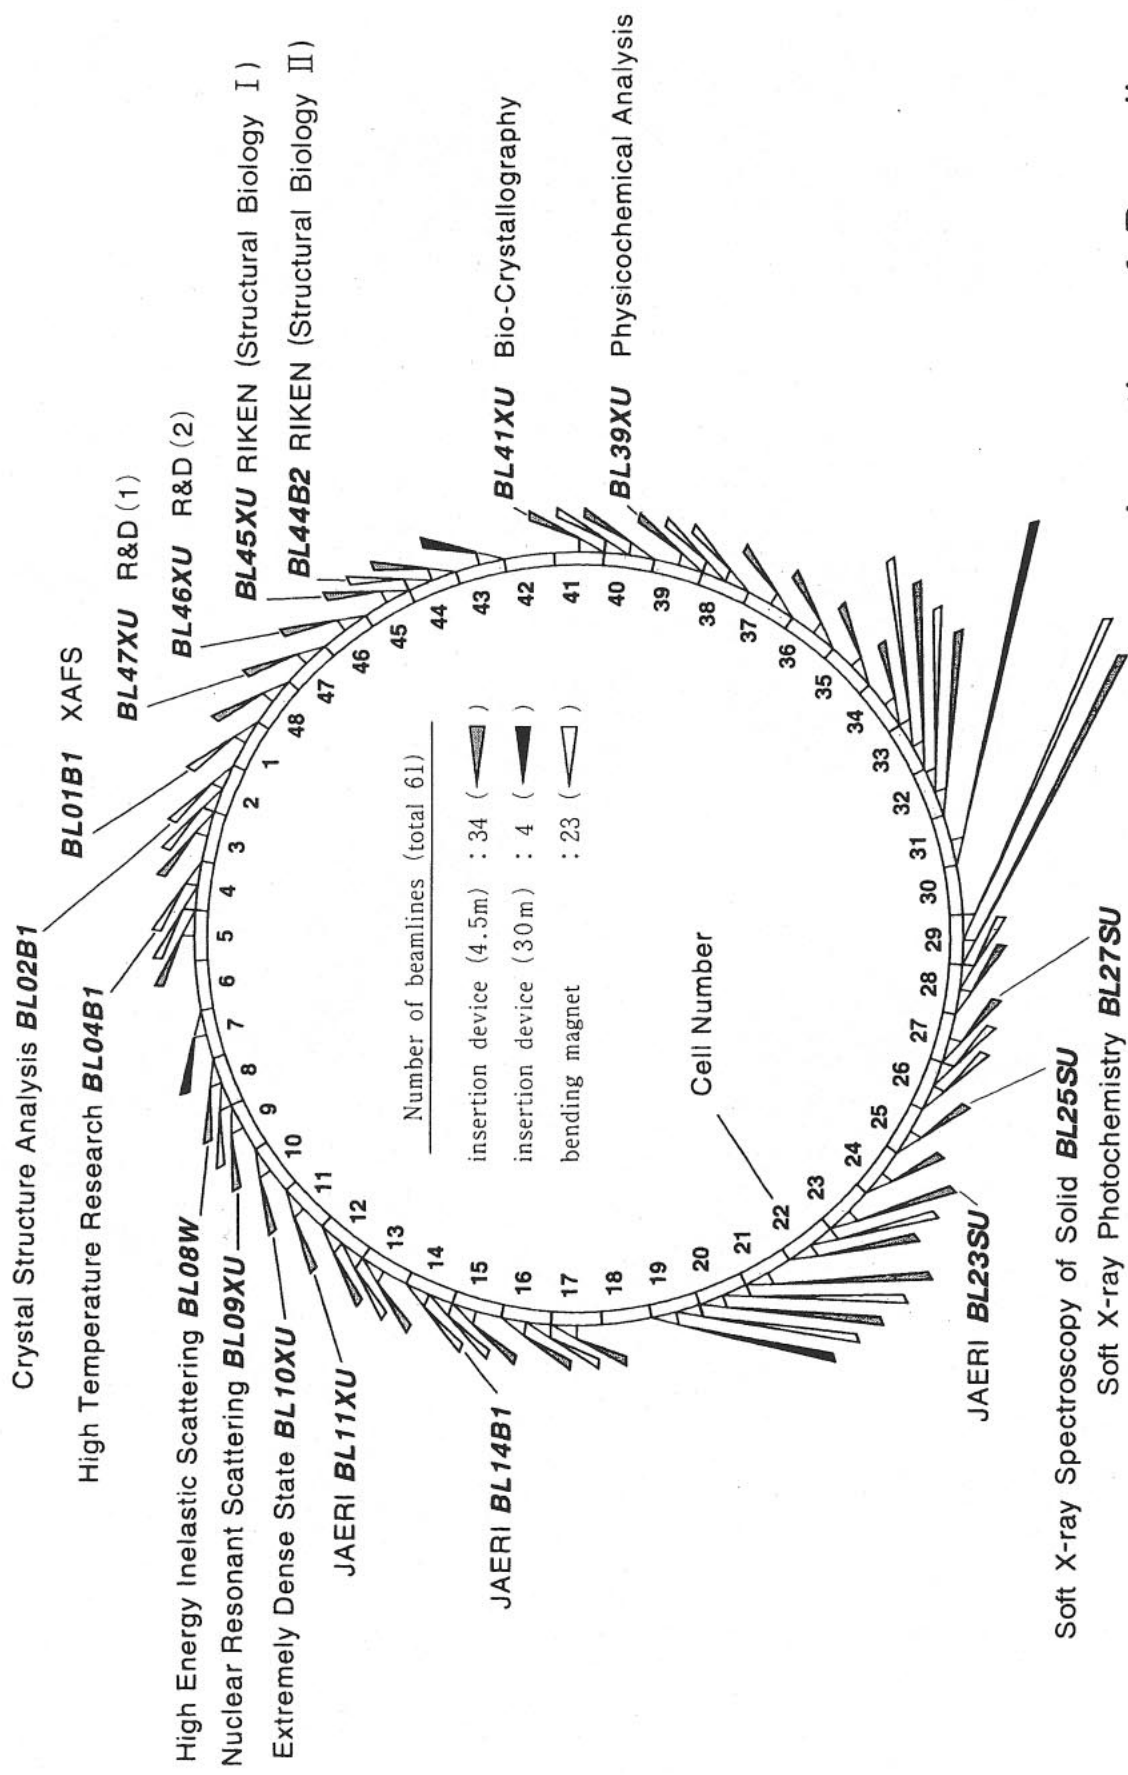 Crystal Structure Analysis BL02B1
High Temperature Research BL04B1
High Energy Inelastic Scattering BL08W
Nuclear Resonant Scattering BL09XU
Extremely Dense State BL10XU
JAERI BL11XU
JAERI BL14B1
BL01B1 XAFS
BL47XU R&D (1)
BL46XU R&D (2)
BL45XU RIKEN (Structural Biology I)
BL44B2 RIKEN (Structural Biology II)
BL41XU Bio-Crystallography
BL39XU Physicochemical Analysis
Number of beamlines (total 61)
insertion device (4.5m) : 34 ( )
insertion device (30m) : 4 ( )
bending magnet : 23 ( )
Cell Number
1
2
3
4
5
6
7
8
9
10
11
12
13
14
15
16
17
18
19
20
21
22
23
24
25
26
27
28
29
30
31
32
33
34
35
36
37
38
39
40
41
42
43
44
45
46
47
48
JAERI BL23SU
Soft X-ray Spectroscopy of Solid BL25SU
Soft X-ray Photochemistry BL27SU